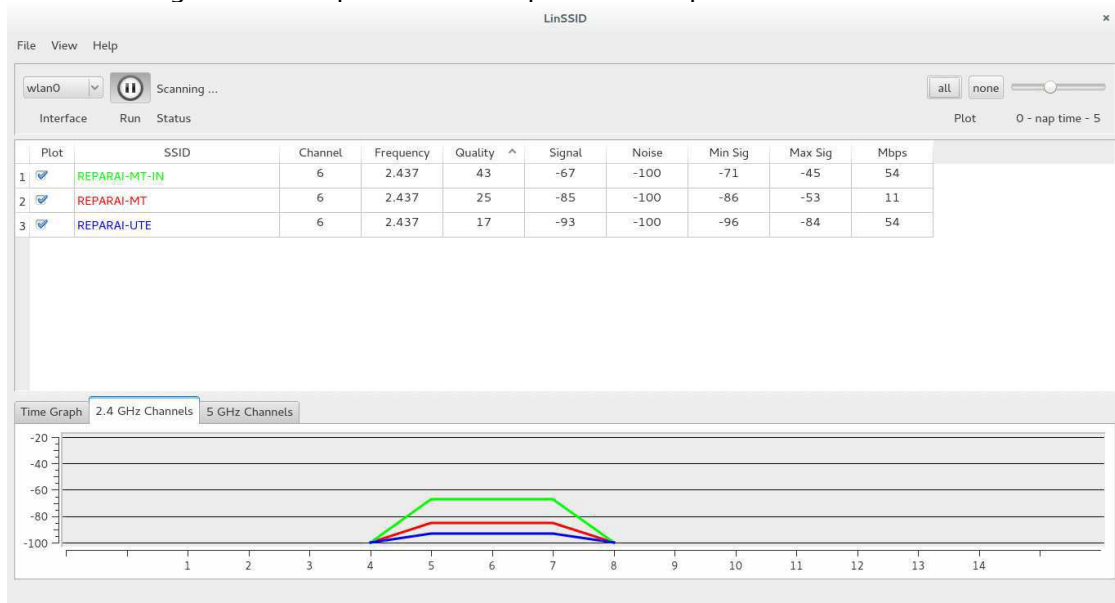 LinSSID
File View Help
wlan0 Scanning ... all none
Interface Run Status Plot 0 - nap time - 5
Plot SSID Channel Frequency Quality Signal Noise Min Sig Max Sig Mbps
1 REPARAI-MT-IN 6 2.437 43 -67 -100 -71 -45 54
2 REPARAI-MT 6 2.437 25 -85 -100 -86 -53 11
3 REPARAI-UTE 6 2.437 17 -93 -100 -96 -84 54
Time Graph 2.4 GHz Channels 5 GHz Channels
-20
-40
-60
-80
-100
1 2 3 4 5 6 7 8 9 10 11 12 13 14